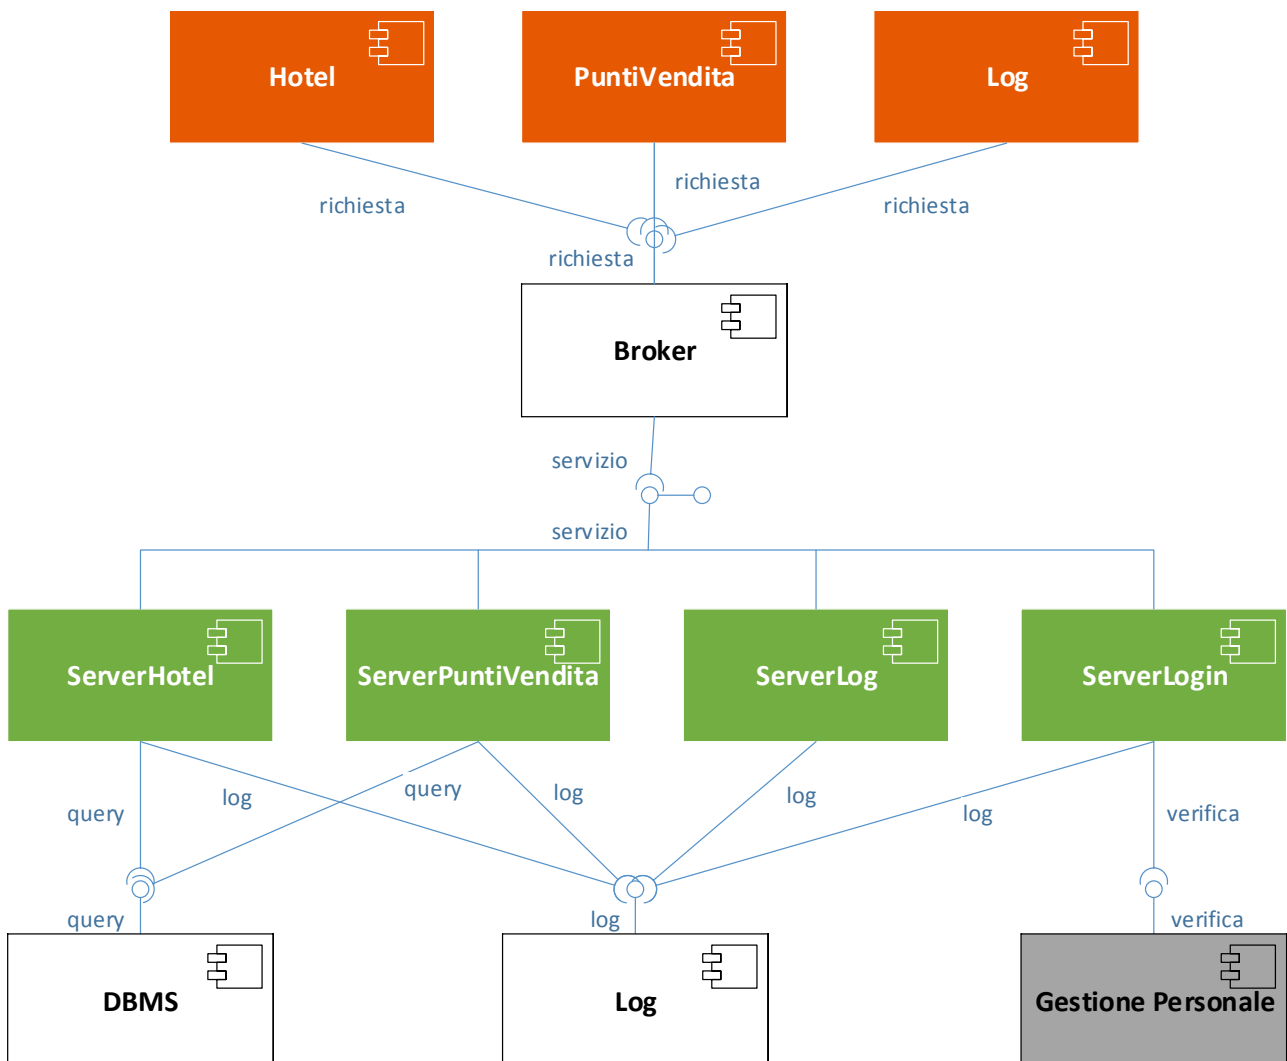 Hotel
PuntiVendita
Log
richiesta
richiesta
richiesta
richiesta
Broker
servizio
servizio
ServerHotel
ServerPuntiVendita
ServerLog
ServerLogin
query
log
query
log
log
log
verifica
query
log
verifica
DBMS
Log
Gestione Personale